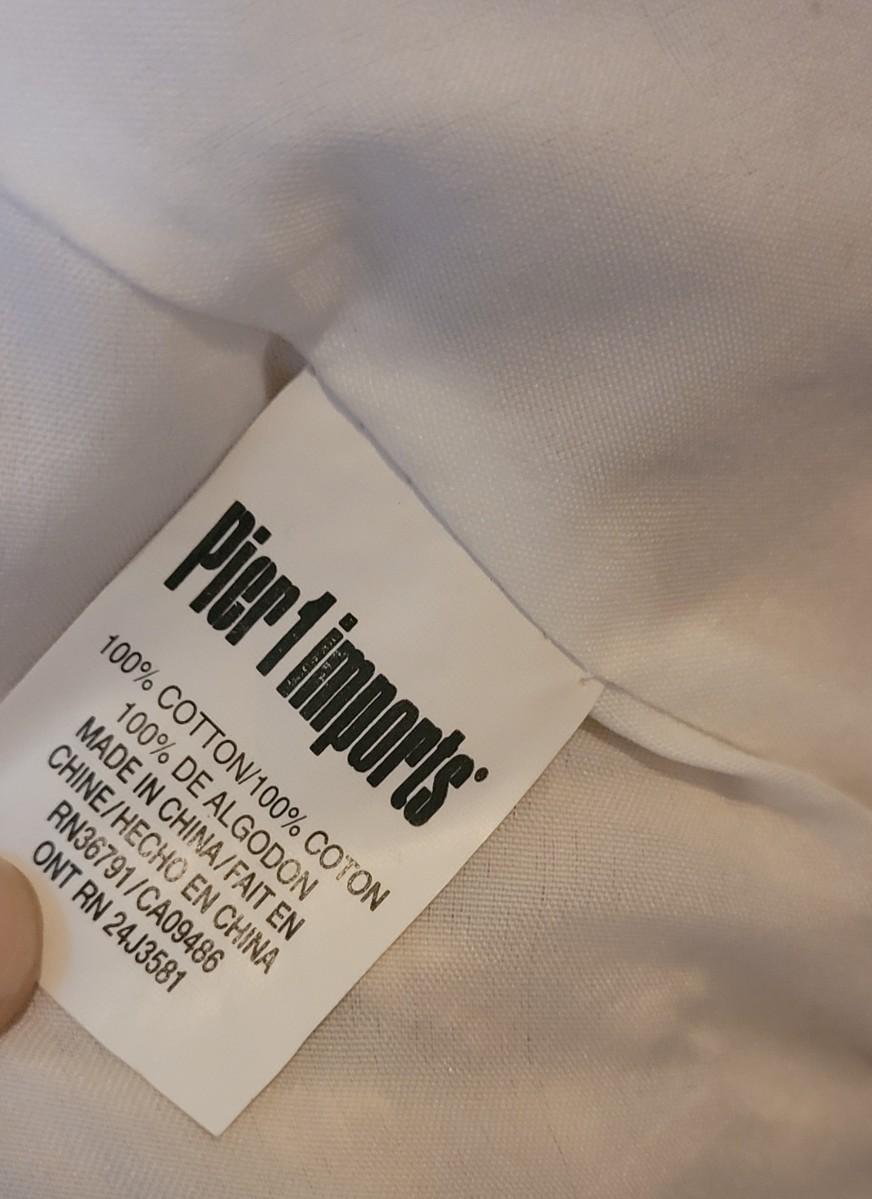 Pier 1 imports®
100% COTTON/100% COTON
100% DE ALGODON
MADE IN CHINA/FAIT EN
CHINE/HECHO EN CHINA
RN36791/CA09486
ONT RN 24J3581